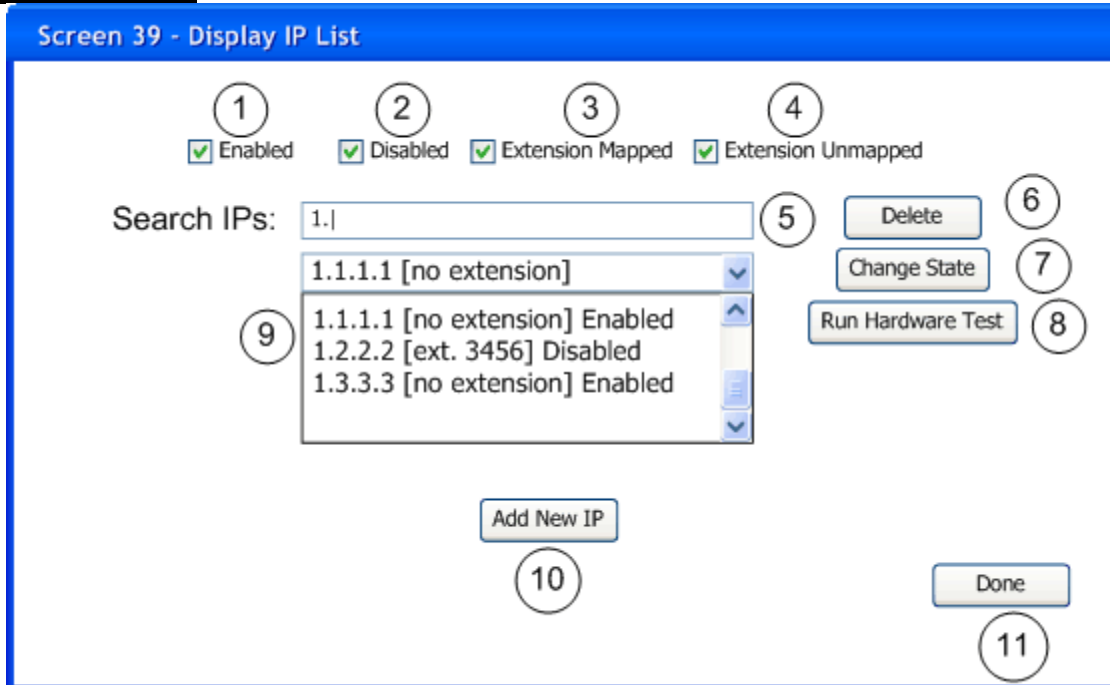 Screen 39 - Display IP List
1 2 3 4
Enabled Disabled Extension Mapped Extension Unmapped
Search IPs: 1. 5 Delete 6
1.1.1.1 [no extension] Change State 7
9 1.1.1.1 [no extension] Enabled Run Hardware Test 8
1.2.2.2 [ext. 3456] Disabled
1.3.3.3 [no extension] Enabled
Add New IP
10
Done
11